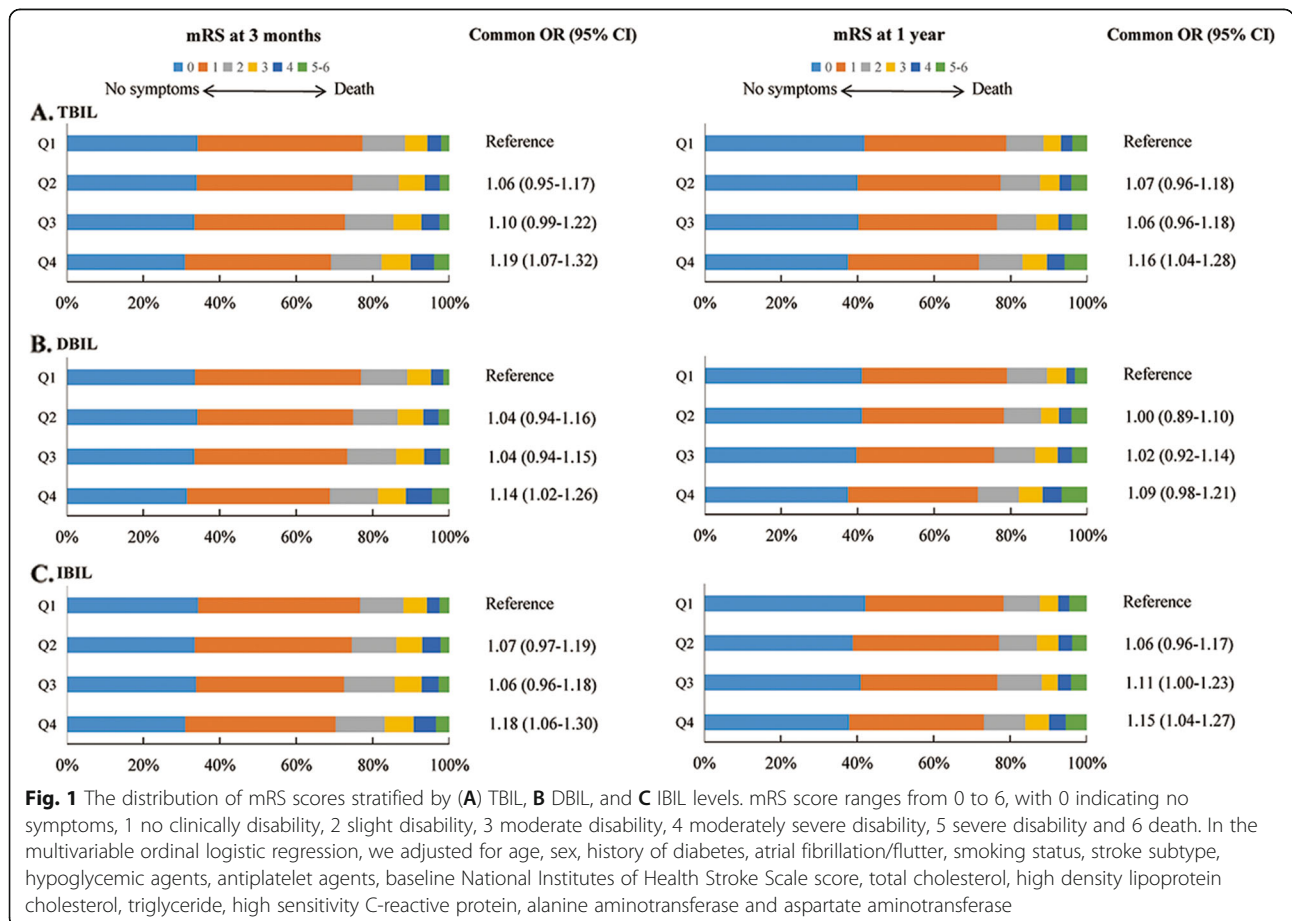 mRS at 3 months Common OR (95% CI) mRS at 1 year Common OR (95% CI)
0 1 2 3 4 5-6 0 1 2 3 4 5-6
No symptoms Death No symptoms Death
A. TBIL
Q1 Reference Q1 Reference
Q2 1.06 (0.95-1.17) Q2 1.07 (0.96-1.18)
Q3 1.10 (0.99-1.22) Q3 1.06 (0.96-1.18)
Q4 1.19 (1.07-1.32) Q4 1.16 (1.04-1.28)
0% 20% 40% 60% 80% 100% 0% 20% 40% 60% 80% 100%
B. DBIL
Q1 Reference Q1 Reference
Q2 1.04 (0.94-1.16) Q2 1.00 (0.89-1.10)
Q3 1.04 (0.94-1.15) Q3 1.02 (0.92-1.14)
Q4 1.14 (1.02-1.26) Q4 1.09 (0.98-1.21)
0% 20% 40% 60% 80% 100% 0% 20% 40% 60% 80% 100%
C. IBIL
Q1 Reference Q1 Reference
Q2 1.07 (0.97-1.19) Q2 1.06 (0.96-1.17)
Q3 1.06 (0.96-1.18) Q3 1.11 (1.00-1.23)
Q4 1.18 (1.06-1.30) Q4 1.15 (1.04-1.27)
0% 20% 40% 60% 80% 100% 0% 20% 40% 60% 80% 100%
Fig. 1 The distribution of mRS scores stratified by (A) TBIL, B DBIL, and C IBIL levels. mRS score ranges from 0 to 6, with 0 indicating no
symptoms, 1 no clinically disability, 2 slight disability, 3 moderate disability, 4 moderately severe disability, 5 severe disability and 6 death. In the
multivariable ordinal logistic regression, we adjusted for age, sex, history of diabetes, atrial fibrillation/flutter, smoking status, stroke subtype,
hypoglycemic agents, antiplatelet agents, baseline National Institutes of Health Stroke Scale score, total cholesterol, high density lipoprotein
cholesterol, triglyceride, high sensitivity C-reactive protein, alanine aminotransferase and aspartate aminotransferase